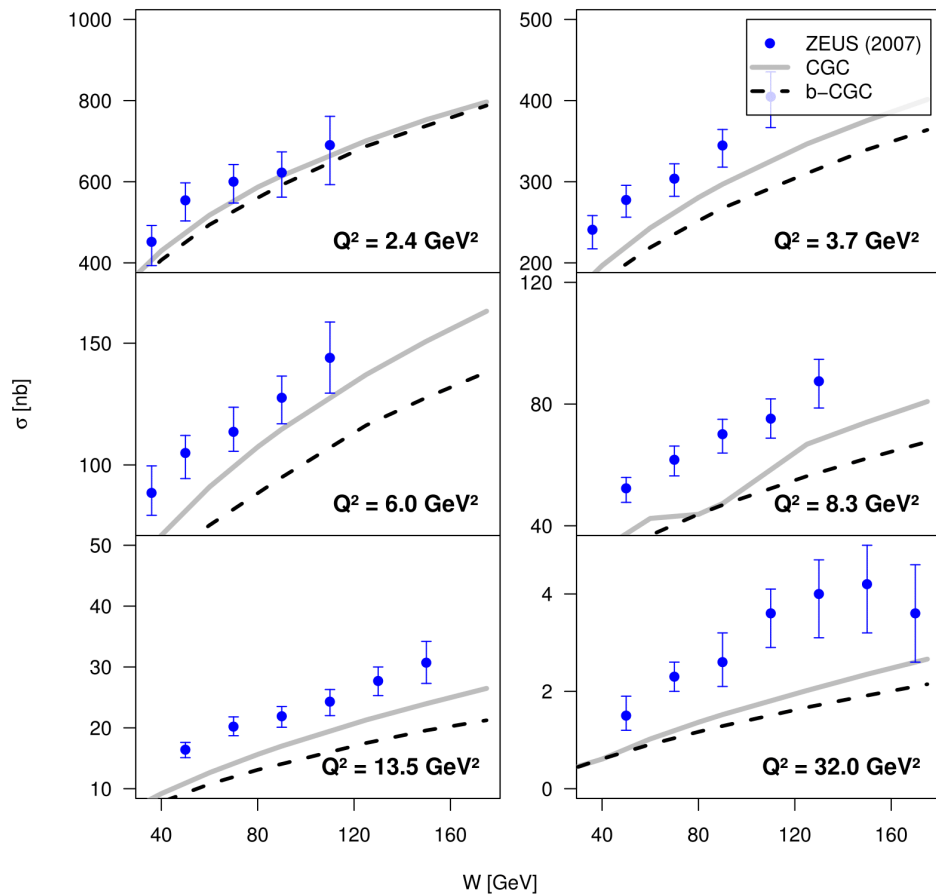 1000
800
600
400
Q² = 2.4 GeV²
500
400
300
200
ZEUS (2007)
CGC
b−CGC
Q² = 3.7 GeV²
σ [nb]
150
100
Q² = 6.0 GeV²
120
80
40
Q² = 8.3 GeV²
50
40
30
20
10
Q² = 13.5 GeV²
4
2
0
Q² = 32.0 GeV²
40 80 120 160
40 80 120 160
W [GeV]